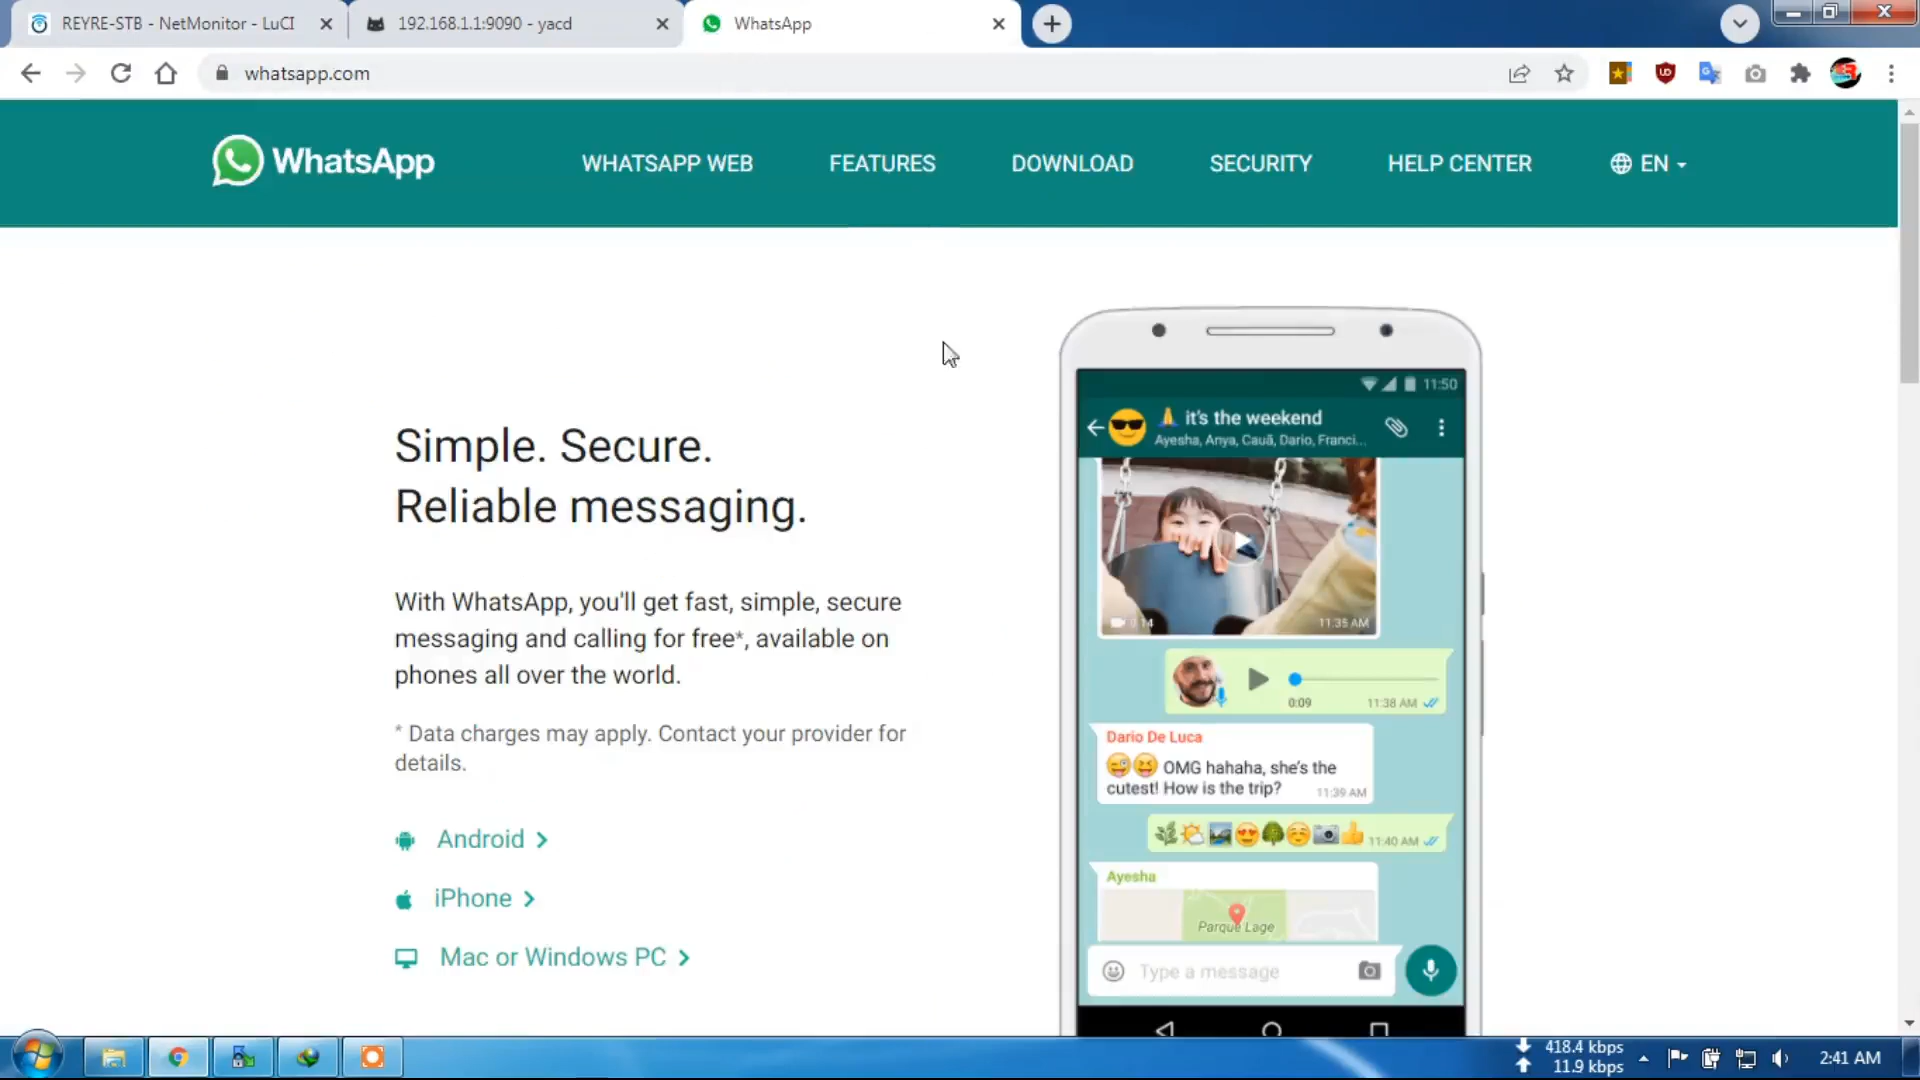 REYRE-STB - NetMonitor - LuCI
192.168.1.1:9090 - yacd
WhatsApp
whatsapp.com
WhatsApp
WHATSAPP WEB
FEATURES
DOWNLOAD
SECURITY
HELP CENTER
EN
Simple. Secure.
Reliable messaging.
With WhatsApp, you'll get fast, simple, secure
messaging and calling for free*, available on
phones all over the world.
* Data charges may apply. Contact your provider for
details.
Android
iPhone
Mac or Windows PC
11:50
it's the weekend
Ayesha, Anya, Cauã, Dario, Franci...
0:14
11:35 AM
0:09
11:38 AM
Dario De Luca
OMG hahaha, she's the
cutest! How is the trip?
11:39 AM
11:40 AM
Ayesha
Parque Lage
Type a message
418.4 kbps
11.9 kbps
2:41 AM